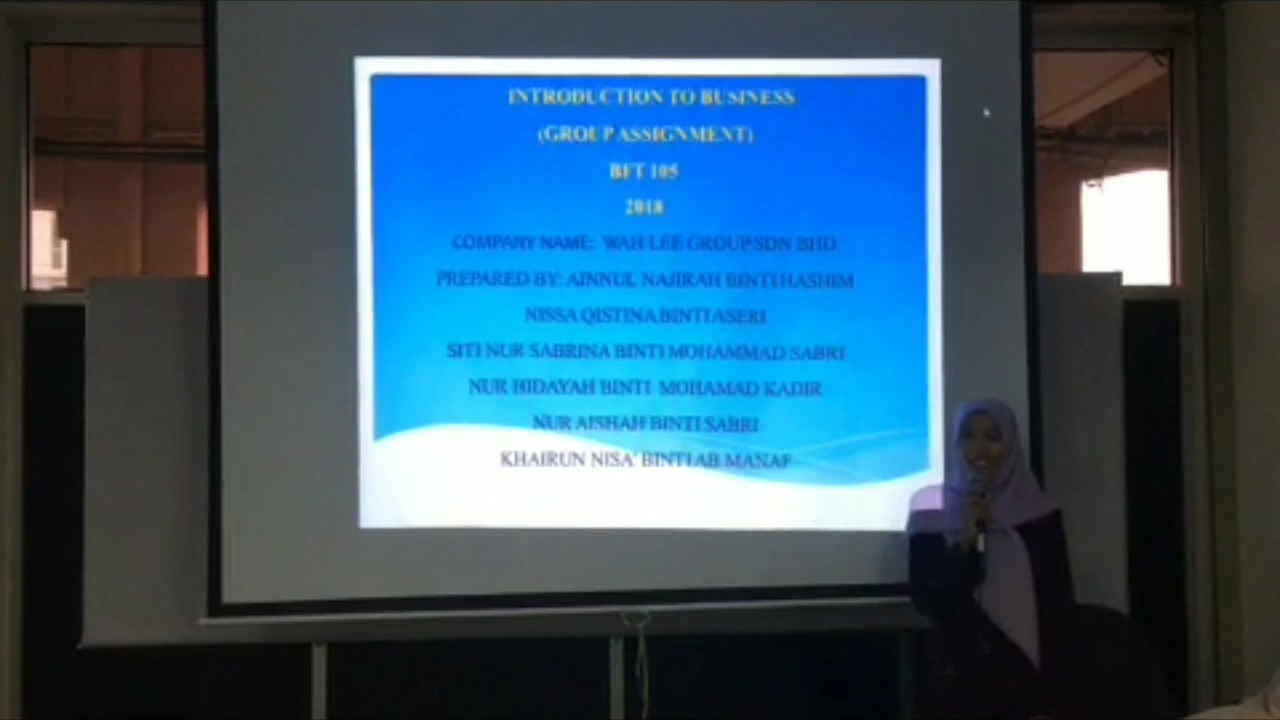 INTRODUCTION TO BUSINESS
(GROUP ASSIGNMENT)
BFT 105
2018
COMPANY NAME: WAH LEE GROUP SDN BHD
PREPARED BY: AINNUL NAJIRAH BINTI HASHIM
NISSA QISTINA BINTI ASERI
SITI NUR SABRINA BINTI MOHAMMAD SABRI
NUR HIDAYAH BINTI MOHAMAD KADIR
NUR AISHAH BINTI SABRI
KHAIRUN NISA' BINTI AB MANAF